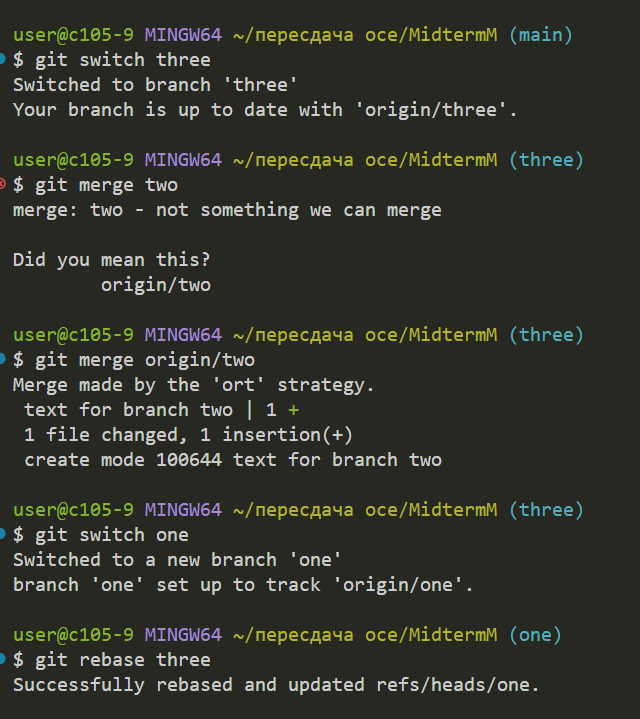 user@c105-9 MINGW64 ~/пересдача осе/MidtermM (main)
$ git switch three
Switched to branch 'three'
Your branch is up to date with 'origin/three'.
user@c105-9 MINGW64 ~/пересдача осе/MidtermM (three)
$ git merge two
merge: two - not something we can merge
Did you mean this?
        origin/two
user@c105-9 MINGW64 ~/пересдача осе/MidtermM (three)
$ git merge origin/two
Merge made by the 'ort' strategy.
 text for branch two | 1 +
 1 file changed, 1 insertion(+)
 create mode 100644 text for branch two
user@c105-9 MINGW64 ~/пересдача осе/MidtermM (three)
$ git switch one
Switched to a new branch 'one'
branch 'one' set up to track 'origin/one'.
user@c105-9 MINGW64 ~/пересдача осе/MidtermM (one)
$ git rebase three
Successfully rebased and updated refs/heads/one.